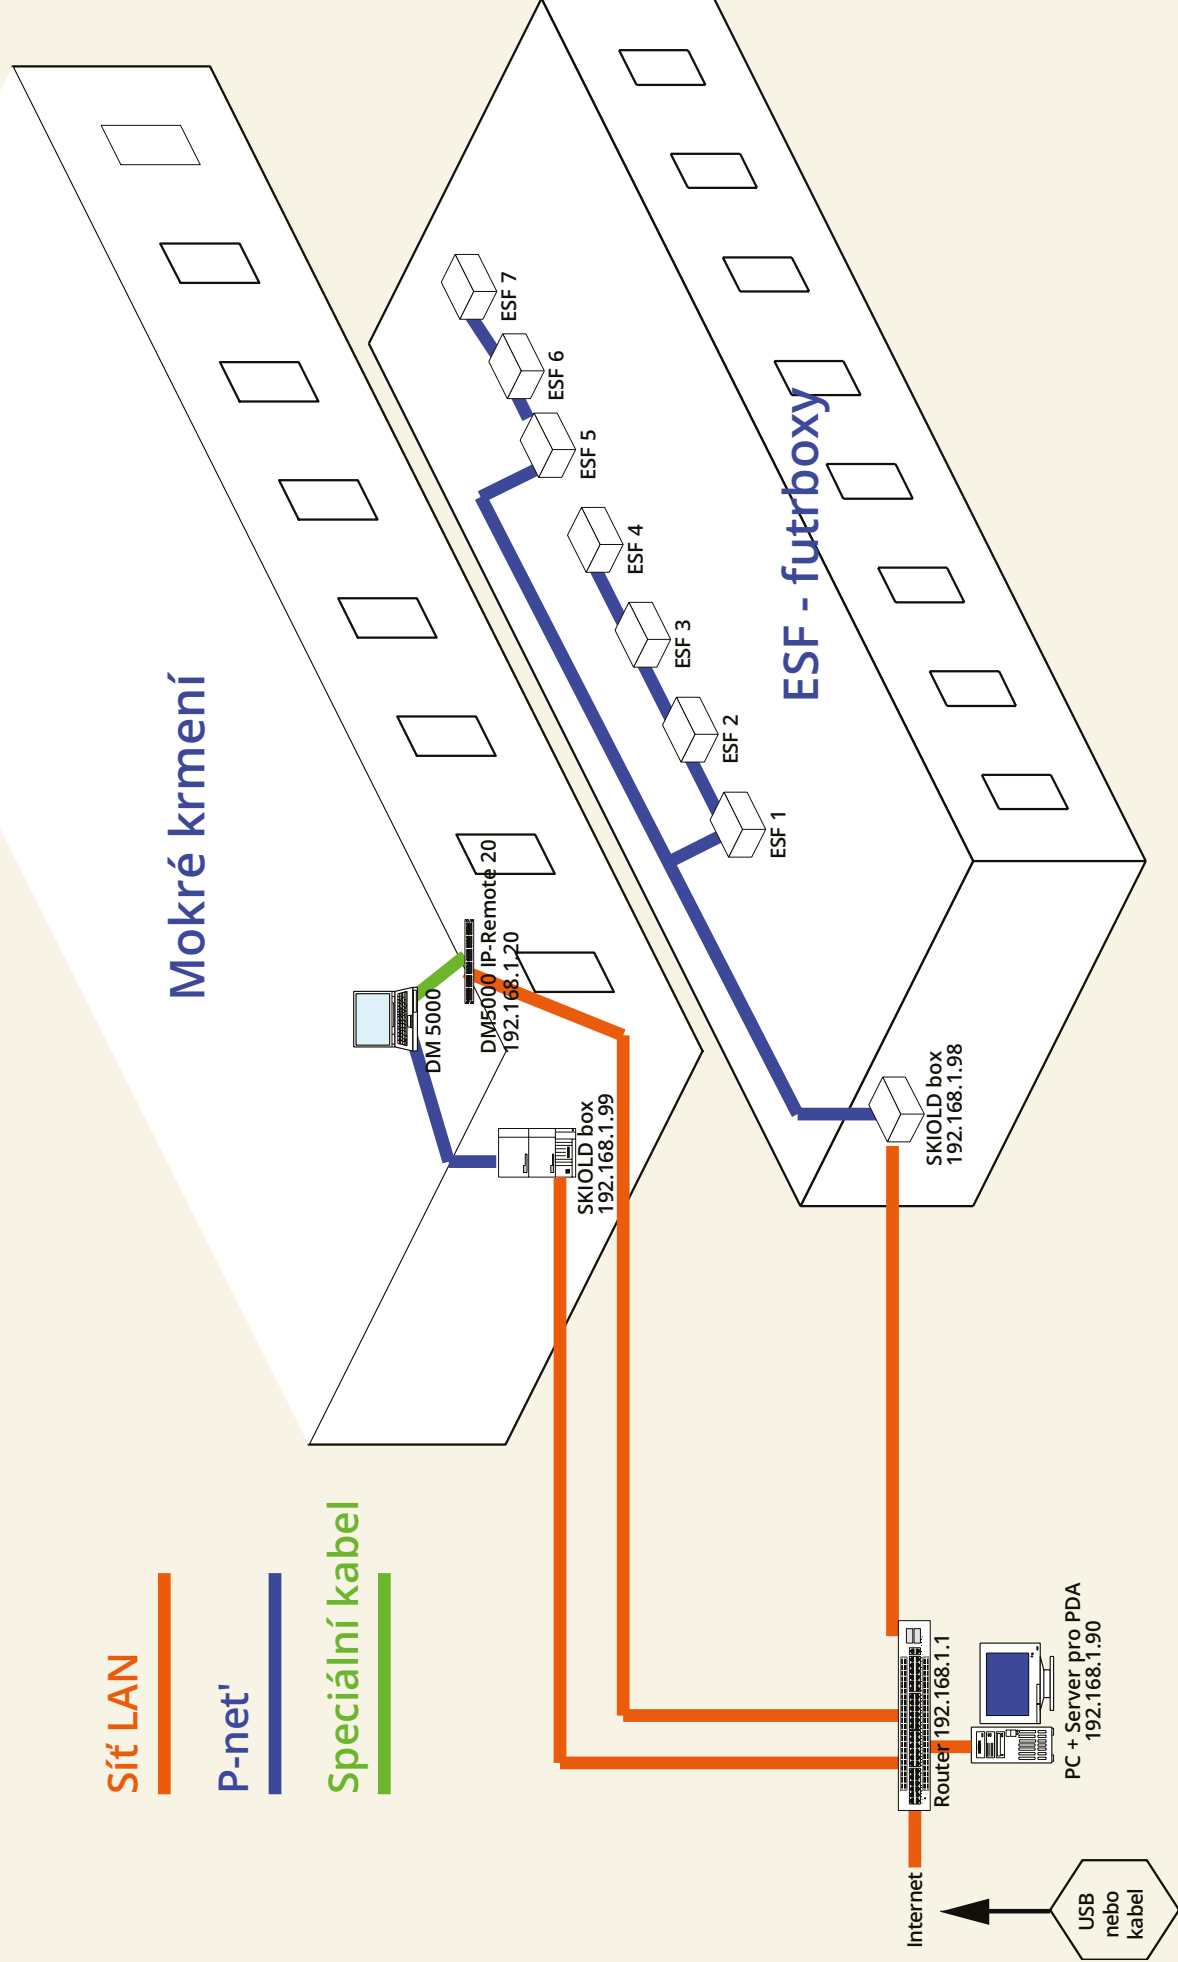 Síť LAN
P-net'
Speciální kabel
Mokré krmení
DM 5000
DM5000 IP-Remote 20
192.168.1.20
SKIOLD box
192.168.1.99
ESF 7
ESF 6
ESF 5
ESF 4
ESF 3
ESF 2
ESF 1
ESF - futrboxy
SKIOLD box
192.168.1.98
Internet
Router 192.168.1.1
PC + Server pro PDA
192.168.1.90
USB
nebo
kabel